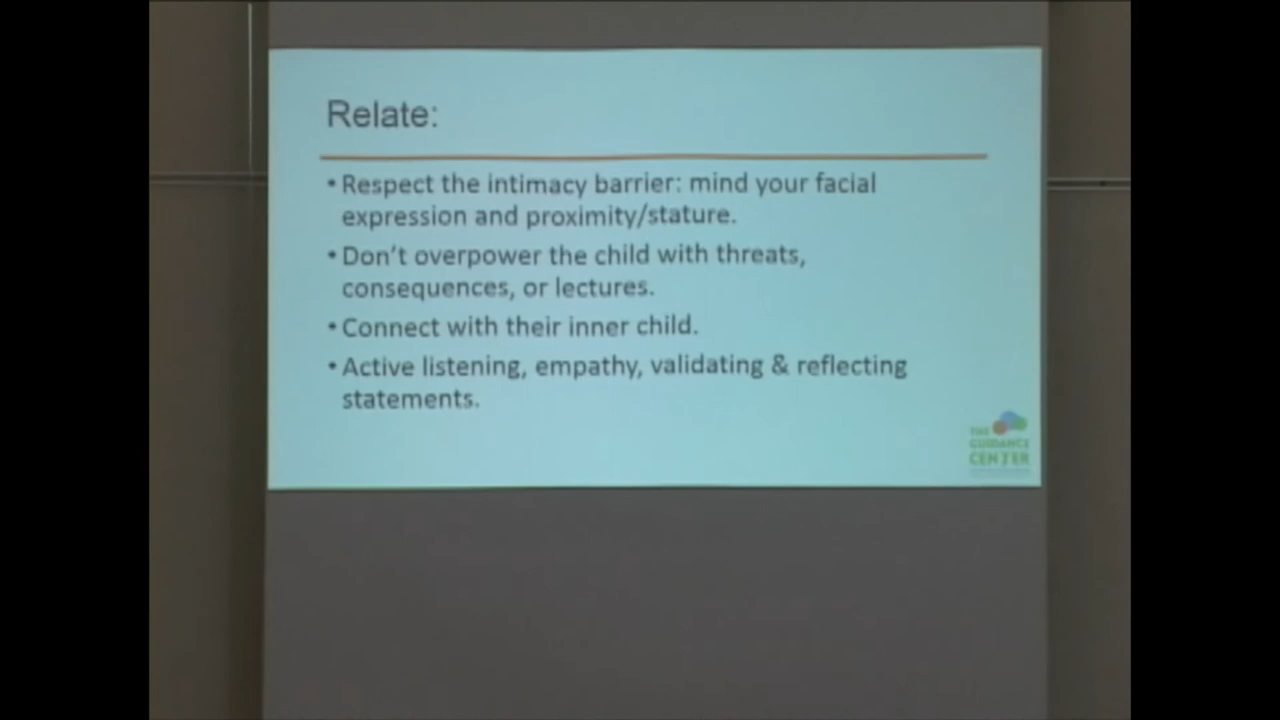 Relate:
• Respect the intimacy barrier: mind your facial
expression and proximity/stature.
• Don't overpower the child with threats,
consequences, or lectures.
• Connect with their inner child.
• Active listening, empathy, validating & reflecting
statements.
THE
GUIDANCE
CENTER